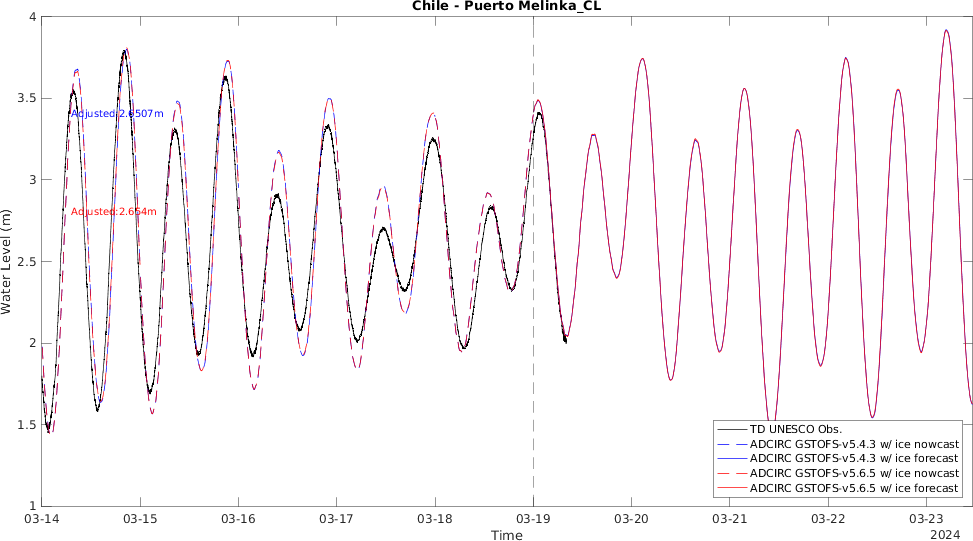 Chile - Puerto Melinka_CL
4
3.5
3
2.5
2
1.5
1
Water Level (m)
Adjusted:2.6507m
Adjusted:2.664m
TD UNESCO Obs.
ADCIRC GSTOFS-v5.4.3 w/ ice nowcast
ADCIRC GSTOFS-v5.4.3 w/ ice forecast
ADCIRC GSTOFS-v5.6.5 w/ ice nowcast
ADCIRC GSTOFS-v5.6.5 w/ ice forecast
03-14 03-15 03-16 03-17 03-18 03-19 03-20 03-21 03-22 03-23
Time
2024